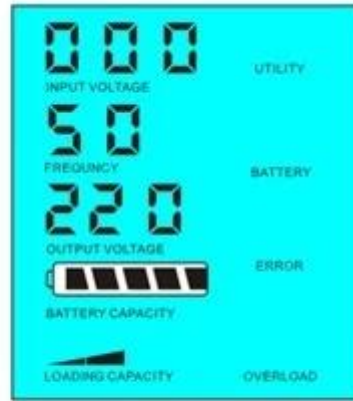 000
UTILITY
INPUT VOLTAGE
50
FREQUNCY
BATTERY
220
OUTPUT VOLTAGE
ERROR
BATTERY CAPACITY
LOADING CAPACITY
OVERLOAD